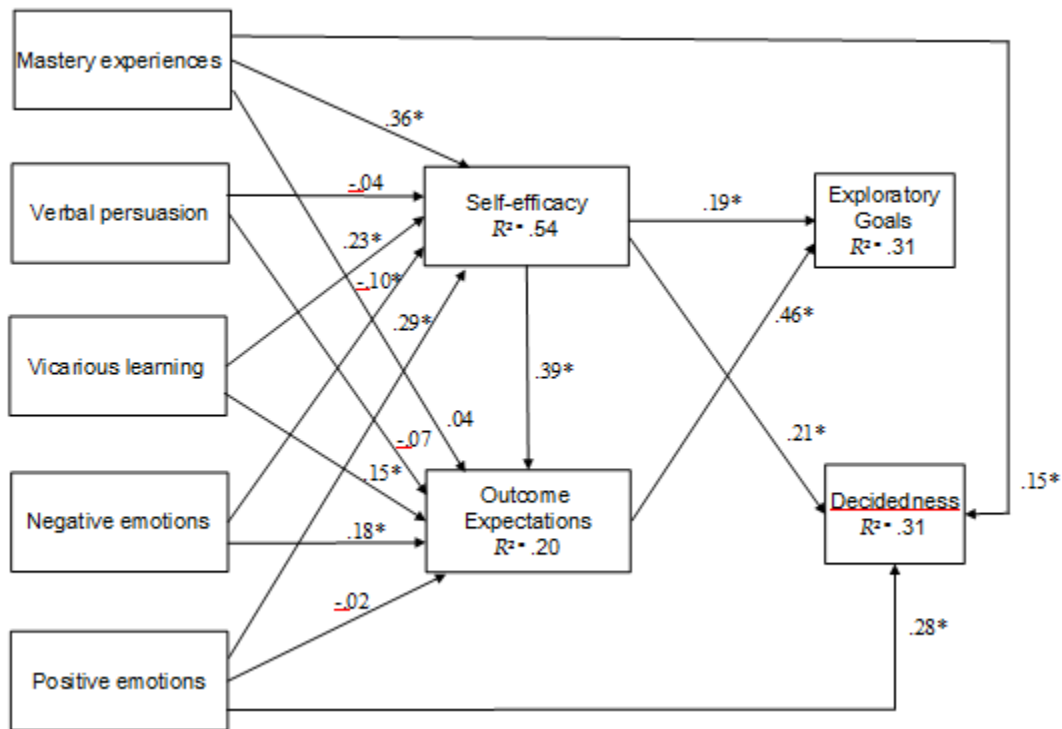 Mastery experiences
.36*
Verbal persuasion
-.04
Self-efficacy
R² = .54
.19*
Exploratory
Goals
R² = .31
.23*
-.10*
.29*
.46*
Vicarious learning
.39*
.04
-.07
.21*
.15*
Negative emotions
.18*
Outcome
Expectations
R² = .20
Decidedness
R² = .31
.15*
-.02
Positive emotions
.28*